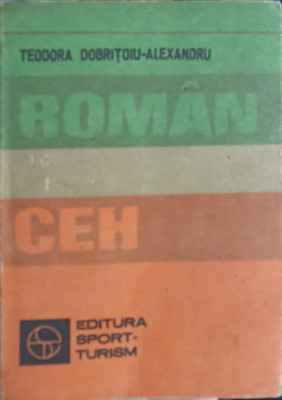 TEODORA DOBRIȚOIU-ALEXANDRU
ROMÂN
CEH
EDITURA
SPORT-
TURISM